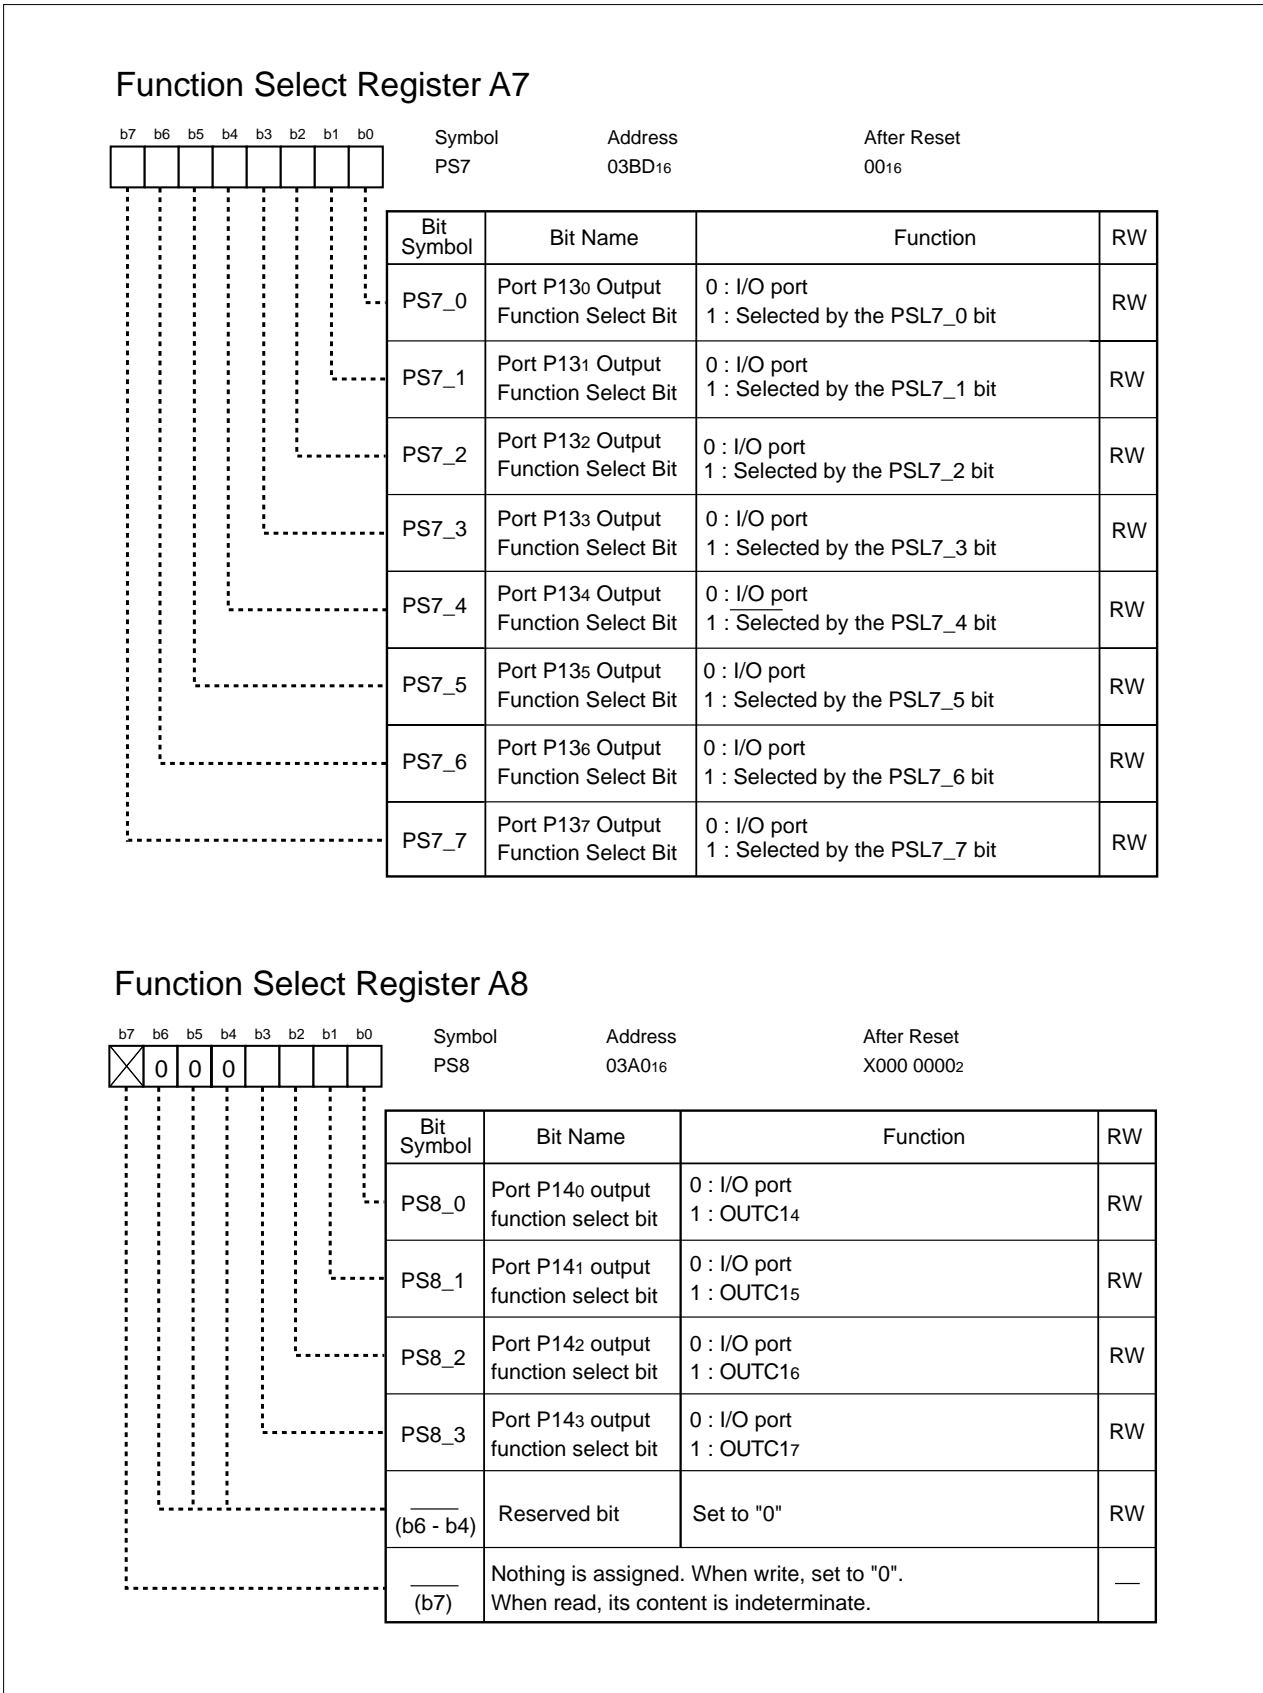 Function Select Register A7
b7 b6 b5 b4 b3 b2 b1 b0
Symbol Address After Reset
PS7 03BD16 0016
Bit Symbol Bit Name Function RW
PS7_0 Port P130 Output Function Select Bit 0 : I/O port 1 : Selected by the PSL7_0 bit RW
PS7_1 Port P131 Output Function Select Bit 0 : I/O port 1 : Selected by the PSL7_1 bit RW
PS7_2 Port P132 Output Function Select Bit 0 : I/O port 1 : Selected by the PSL7_2 bit RW
PS7_3 Port P133 Output Function Select Bit 0 : I/O port 1 : Selected by the PSL7_3 bit RW
PS7_4 Port P134 Output Function Select Bit 0 : I/O port 1 : Selected by the PSL7_4 bit RW
PS7_5 Port P135 Output Function Select Bit 0 : I/O port 1 : Selected by the PSL7_5 bit RW
PS7_6 Port P136 Output Function Select Bit 0 : I/O port 1 : Selected by the PSL7_6 bit RW
PS7_7 Port P137 Output Function Select Bit 0 : I/O port 1 : Selected by the PSL7_7 bit RW
Function Select Register A8
b7 b6 b5 b4 b3 b2 b1 b0
0 0 0
Symbol Address After Reset
PS8 03A016 X000 00002
Bit Symbol Bit Name Function RW
PS8_0 Port P140 output function select bit 0 : I/O port 1 : OUTC14 RW
PS8_1 Port P141 output function select bit 0 : I/O port 1 : OUTC15 RW
PS8_2 Port P142 output function select bit 0 : I/O port 1 : OUTC16 RW
PS8_3 Port P143 output function select bit 0 : I/O port 1 : OUTC17 RW
(b6 - b4) Reserved bit Set to "0" RW
(b7) Nothing is assigned. When write, set to "0". When read, its content is indeterminate. —